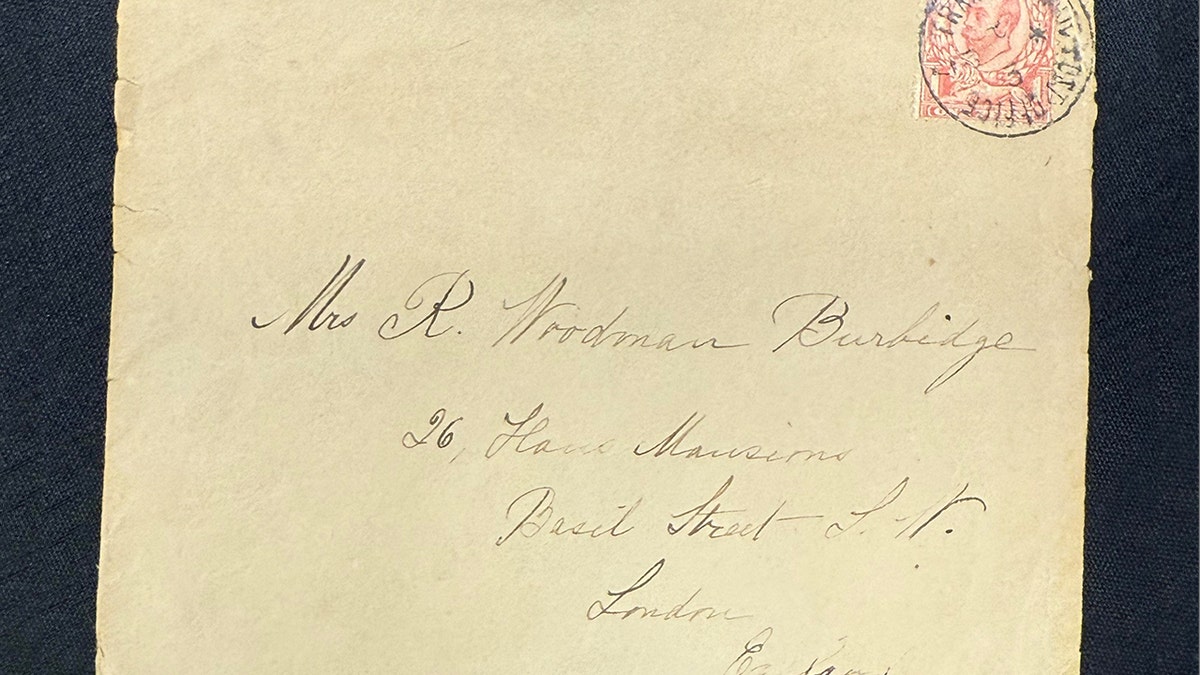 Mrs R. Woodman Burbidge
26, Hans Mansions
Basil Street S. W.
London